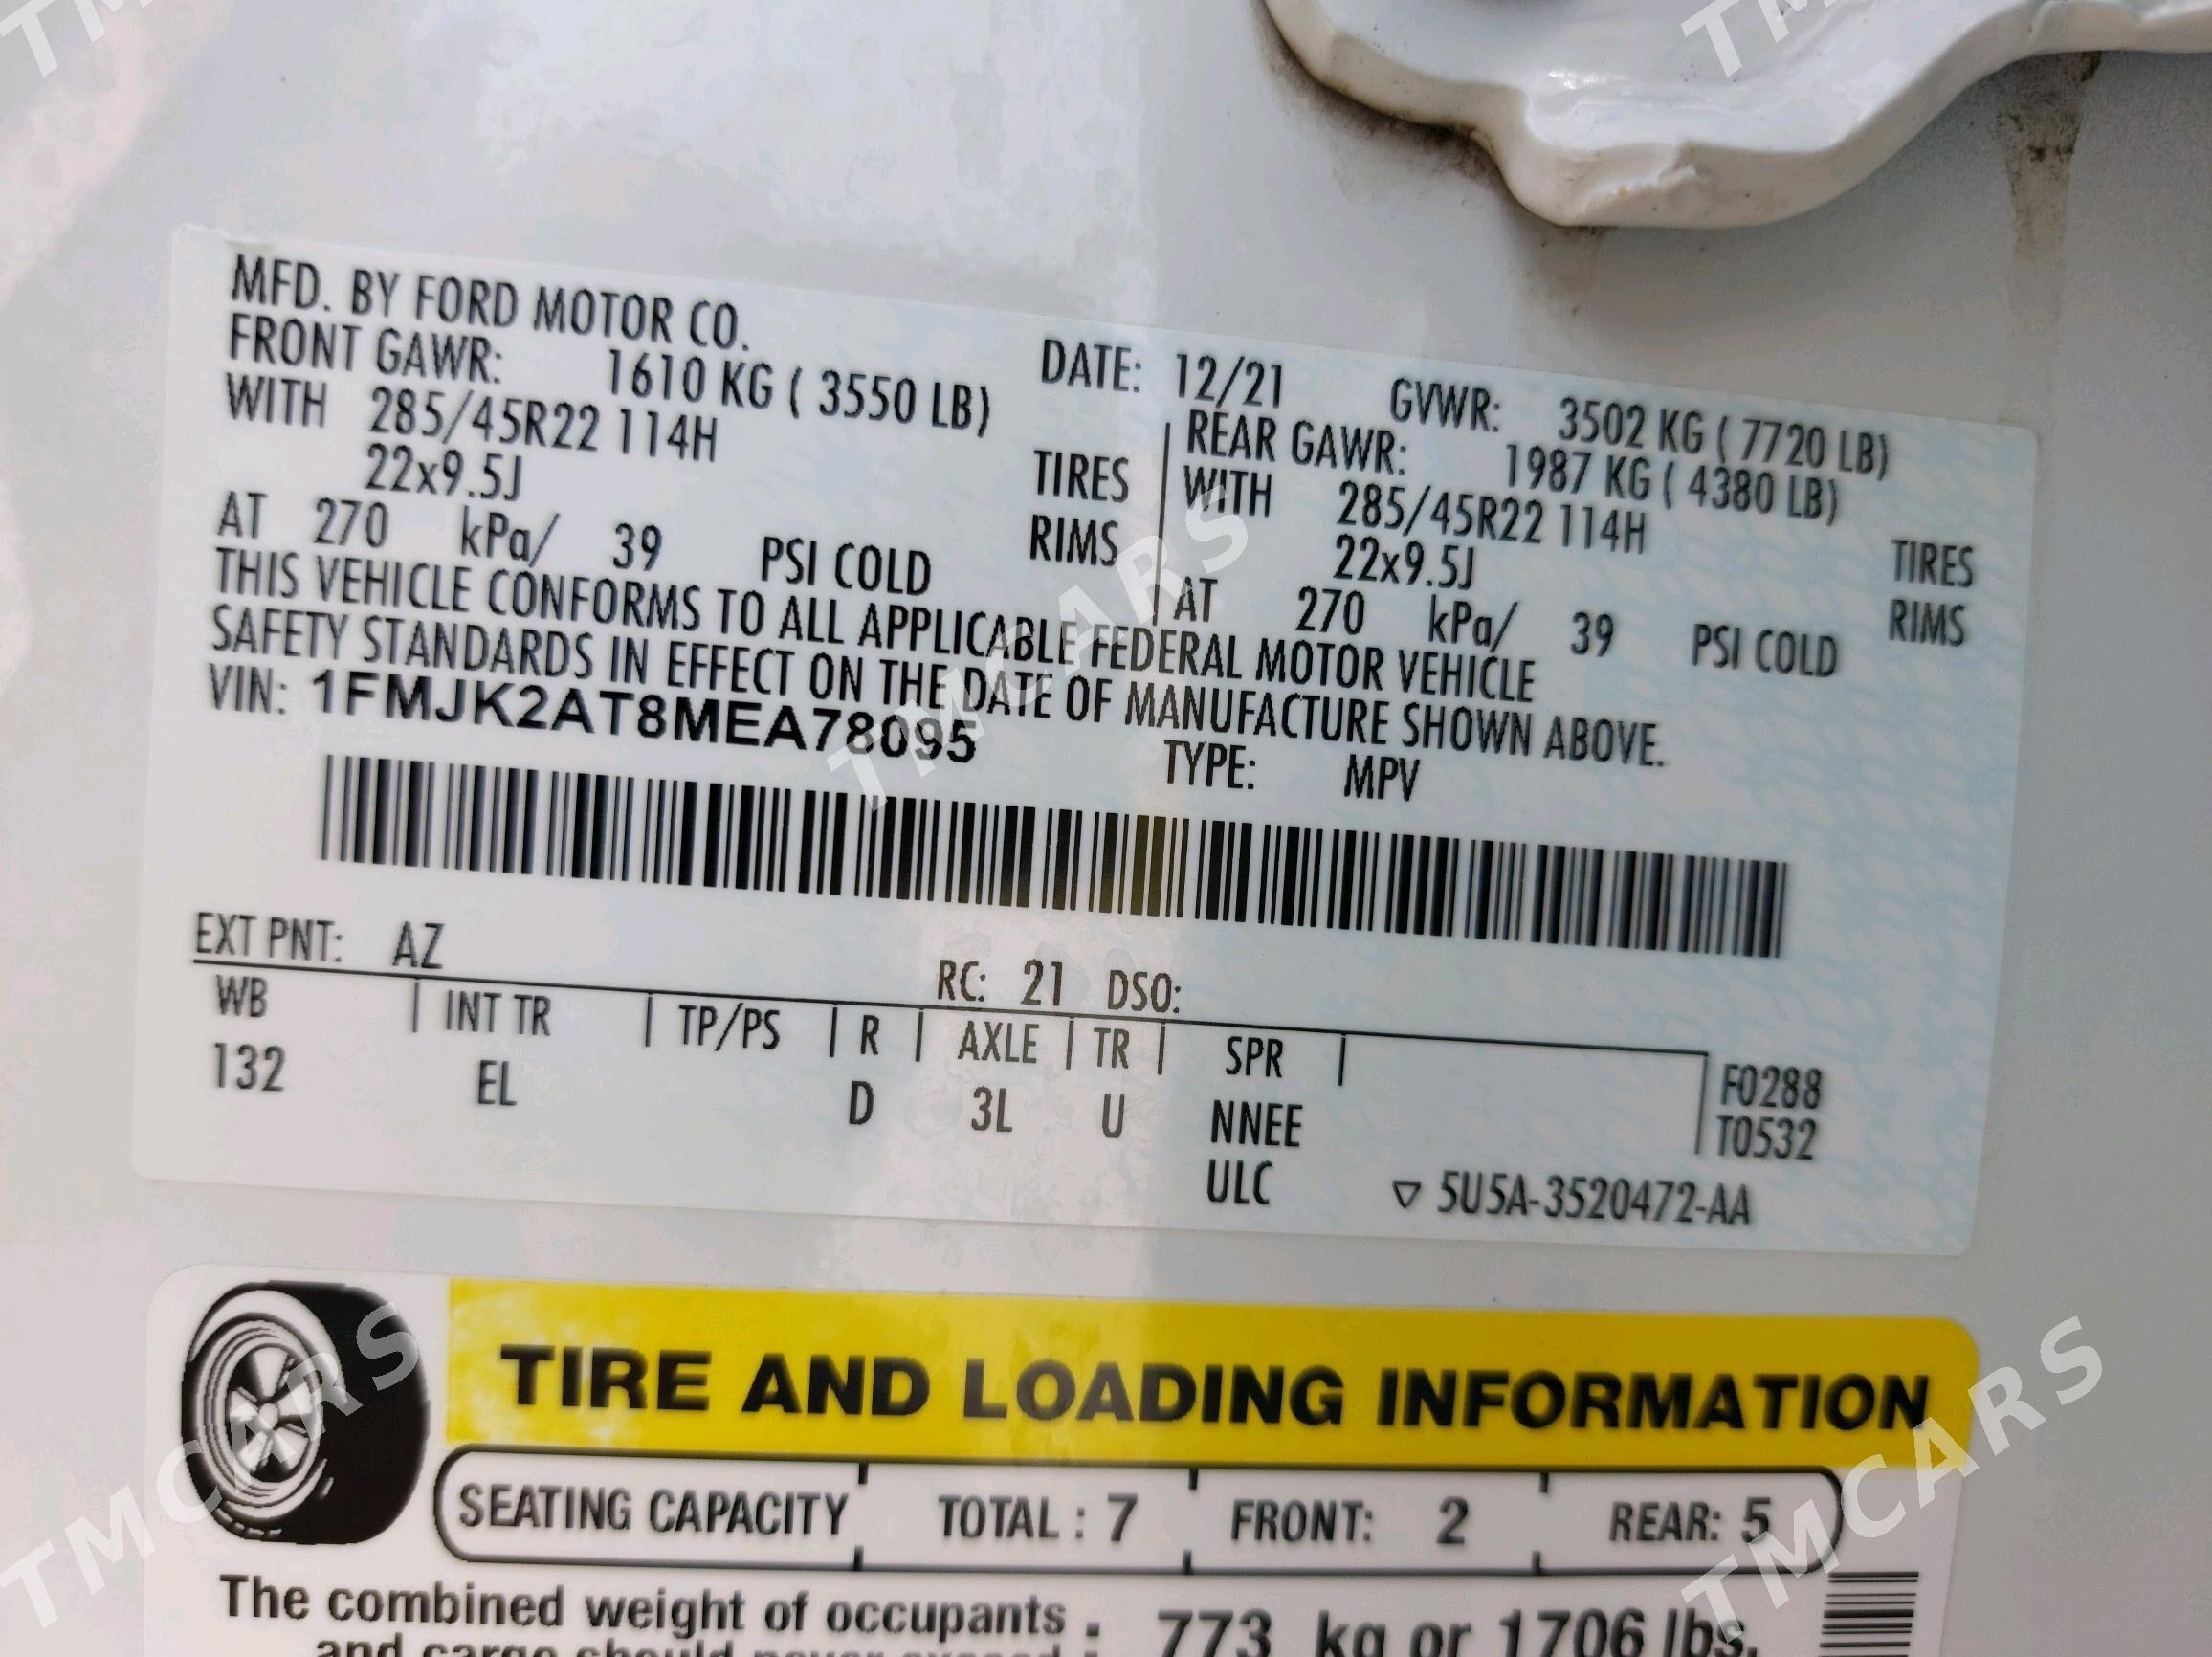 MFD. BY FORD MOTOR CO.
DATE: 12/21 GVWR: 3502 KG ( 7720 LB)
FRONT GAWR: 1610 KG ( 3550 LB)
REAR GAWR: 1987 KG ( 4380 LB)
WITH 285/45R22 114H TIRES
WITH 285/45R22 114H TIRES
22x9.5J RIMS
22x9.5J RIMS
AT 270 kPa/ 39 PSI COLD
AT 270 kPa/ 39 PSI COLD
THIS VEHICLE CONFORMS TO ALL APPLICABLE FEDERAL MOTOR VEHICLE
SAFETY STANDARDS IN EFFECT ON THE DATE OF MANUFACTURE SHOWN ABOVE.
VIN: 1FMJK2AT8MEA78095
TYPE: MPV
EXT PNT: AZ RC: 21 DSO:
WB | INT TR | TP/PS | R | AXLE | TR | SPR |
132 EL D 3L U NNEE
ULC
F0288
T0532
▽ 5U5A-3520472-AA
TIRE AND LOADING INFORMATION
SEATING CAPACITY TOTAL : 7 FRONT: 2 REAR: 5
The combined weight of occupants : 773 kg or 1706 lbs.
and cargo should never exceed
TMCARS
TMCARS
TMCARS